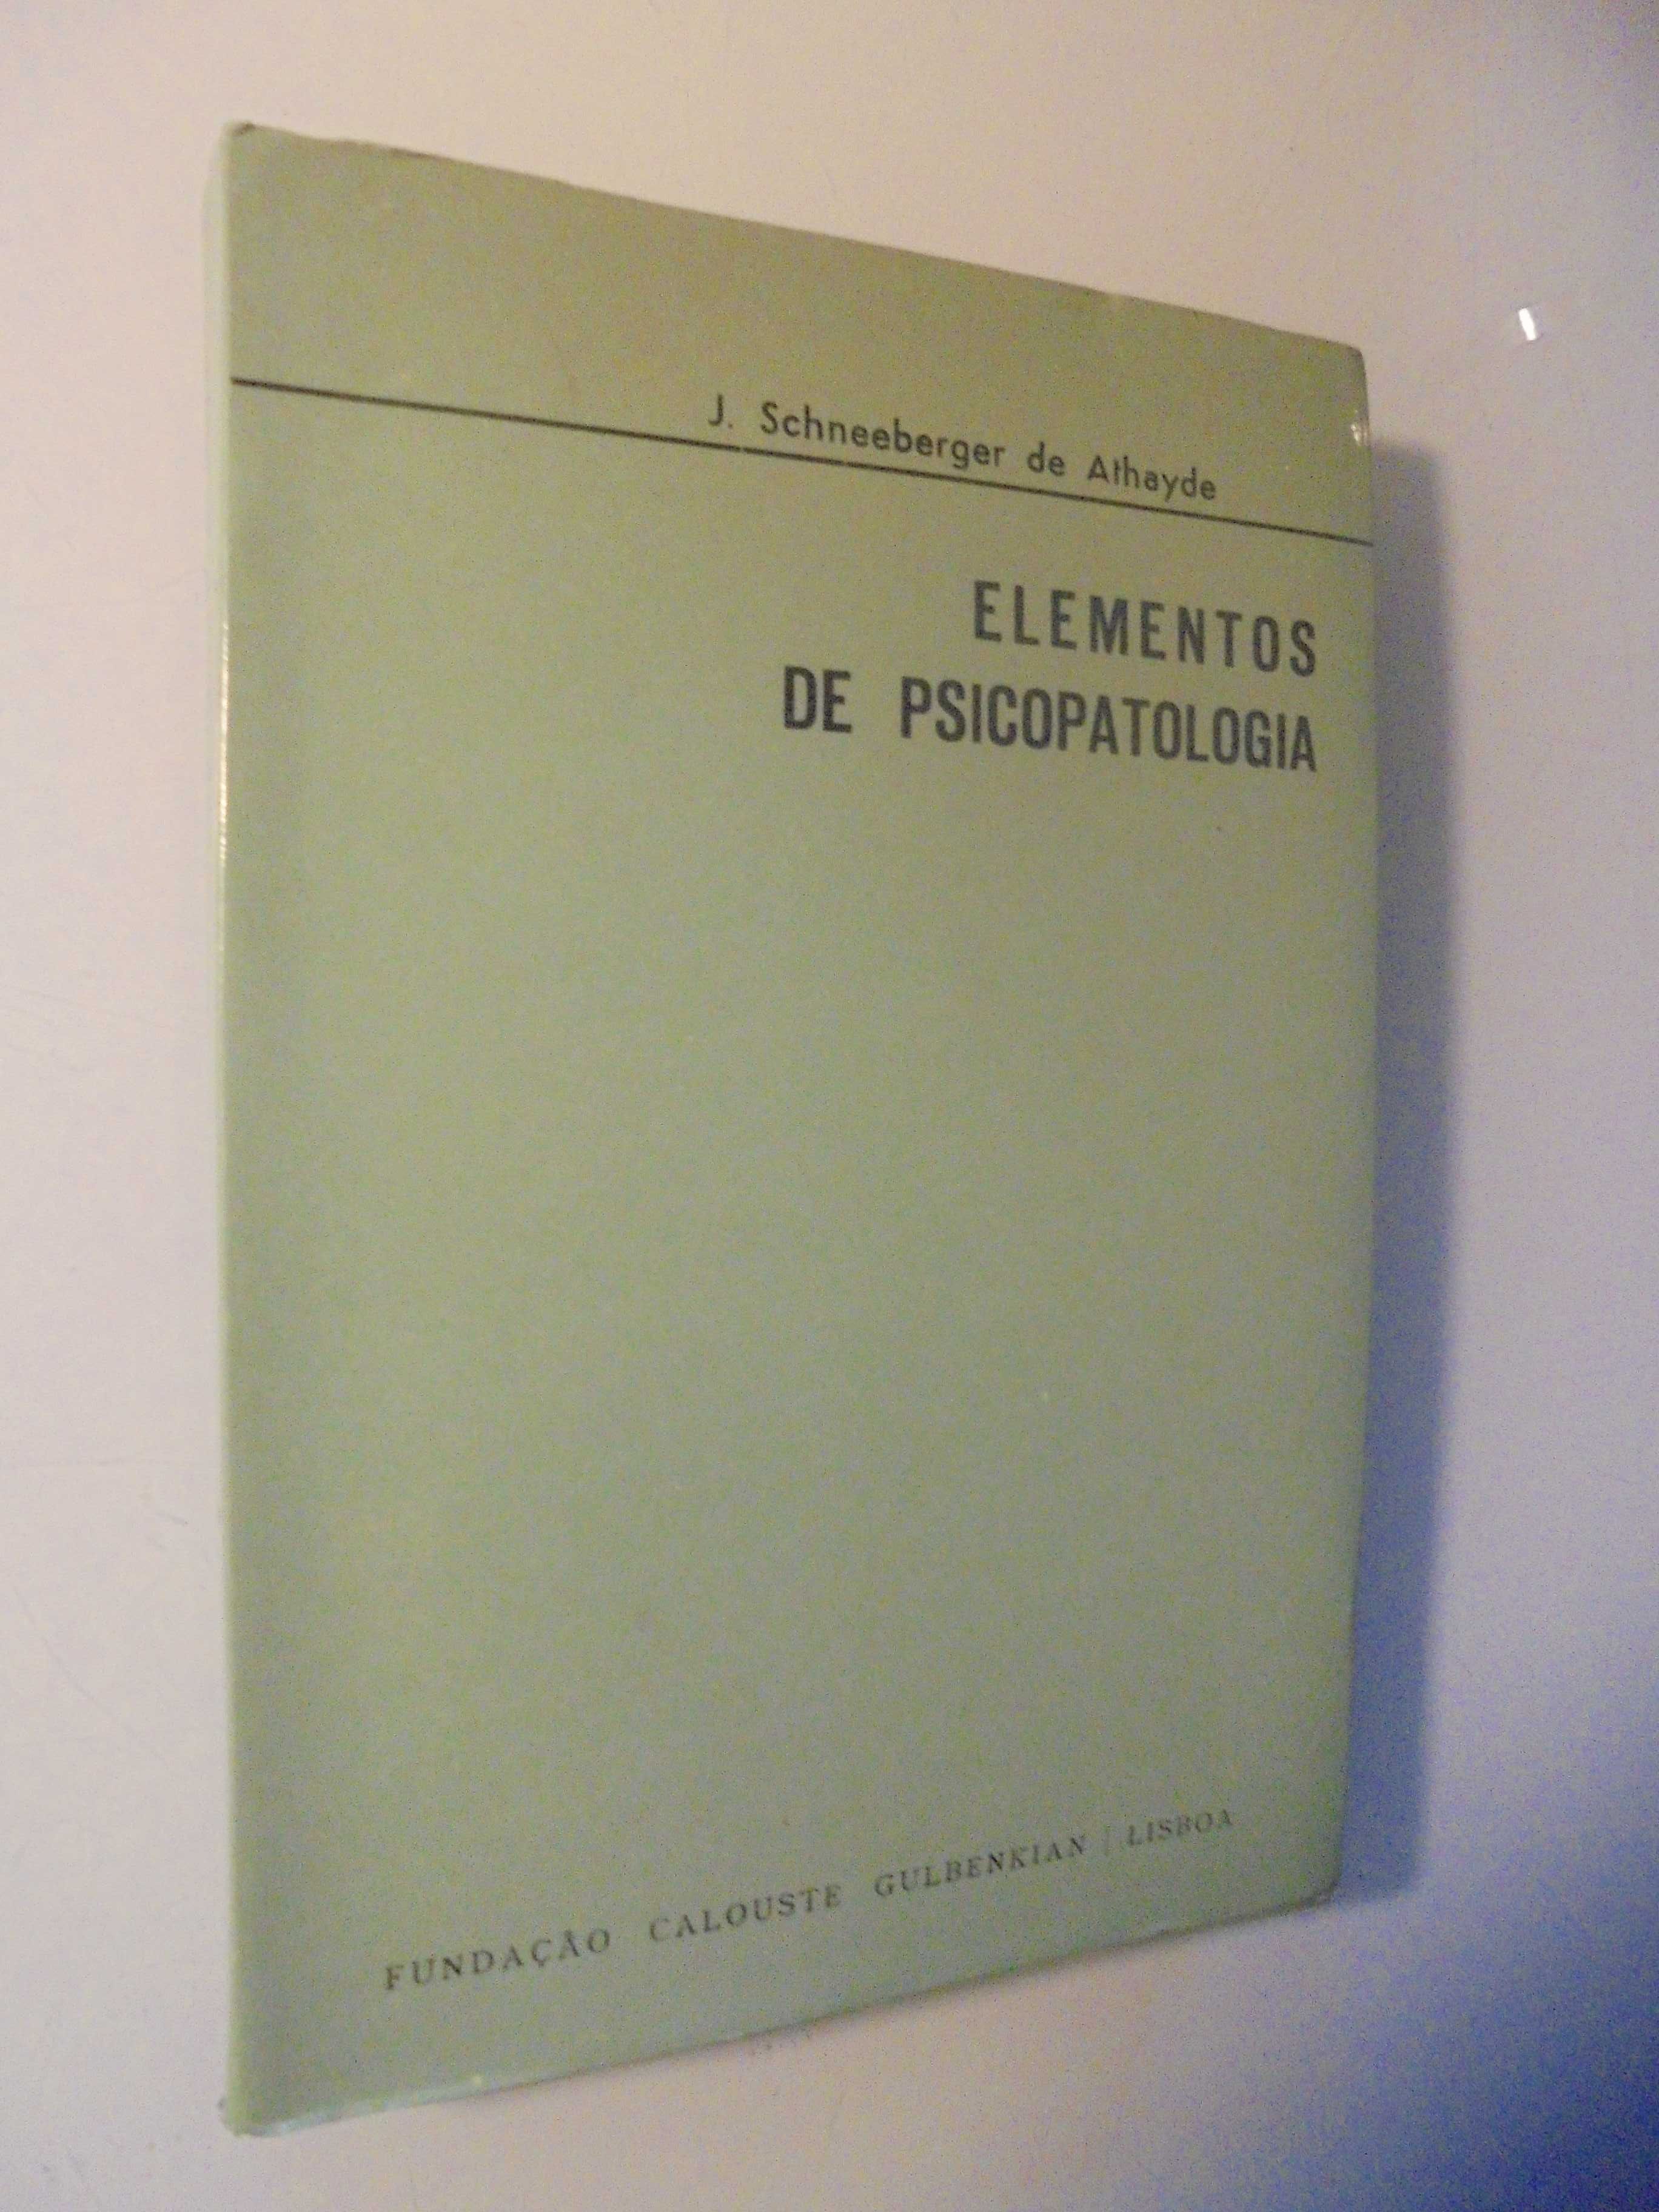 J. Schneeberger de Athayde
ELEMENTOS
DE PSICOPATOLOGIA
FUNDAÇÃO CALOUSTE GULBENKIAN | LISBOA